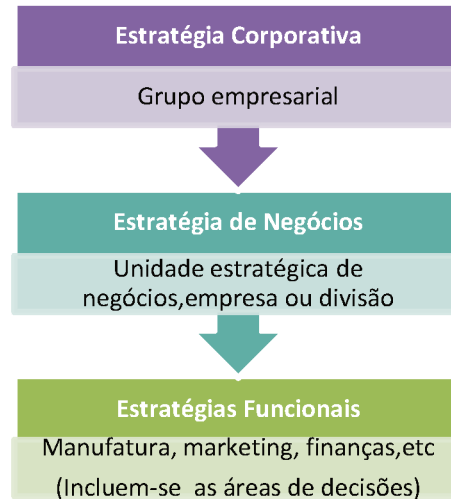 Estratégia Corporativa
Grupo empresarial
Estratégia de Negócios
Unidade estratégica de
negócios,empresa ou divisão
Estratégias Funcionais
Manufatura, marketing, finanças,etc
(Incluem-se as áreas de decisões)